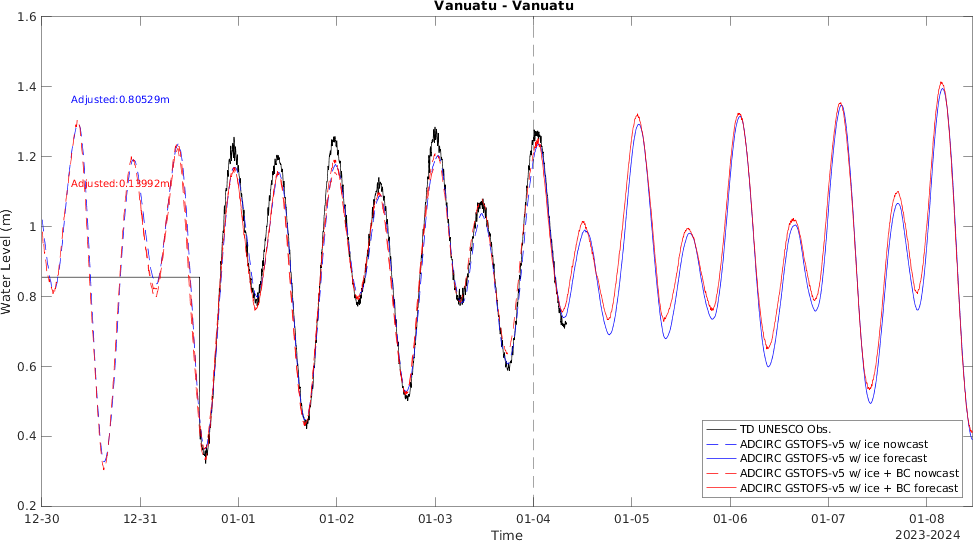 Vanuatu - Vanuatu
1.6
1.4
1.2
1
0.8
0.6
0.4
0.2
Water Level (m)
Adjusted:0.80529m
Adjusted:0.13992m
TD UNESCO Obs.
ADCIRC GSTOFS-v5 w/ ice nowcast
ADCIRC GSTOFS-v5 w/ ice forecast
ADCIRC GSTOFS-v5 w/ ice + BC nowcast
ADCIRC GSTOFS-v5 w/ ice + BC forecast
12-30 12-31 01-01 01-02 01-03 01-04 01-05 01-06 01-07 01-08
Time
2023-2024